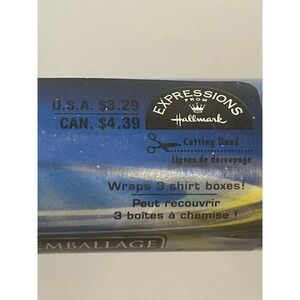 U.S.A. $3.29
CAN. $4.39
EXPRESSIONS
FROM
Hallmark
Cutting lines
Lignes de découpage
Wraps 3 shirt boxes!
Peut recouvrir
3 boîtes à chemise !
MBALLAGE